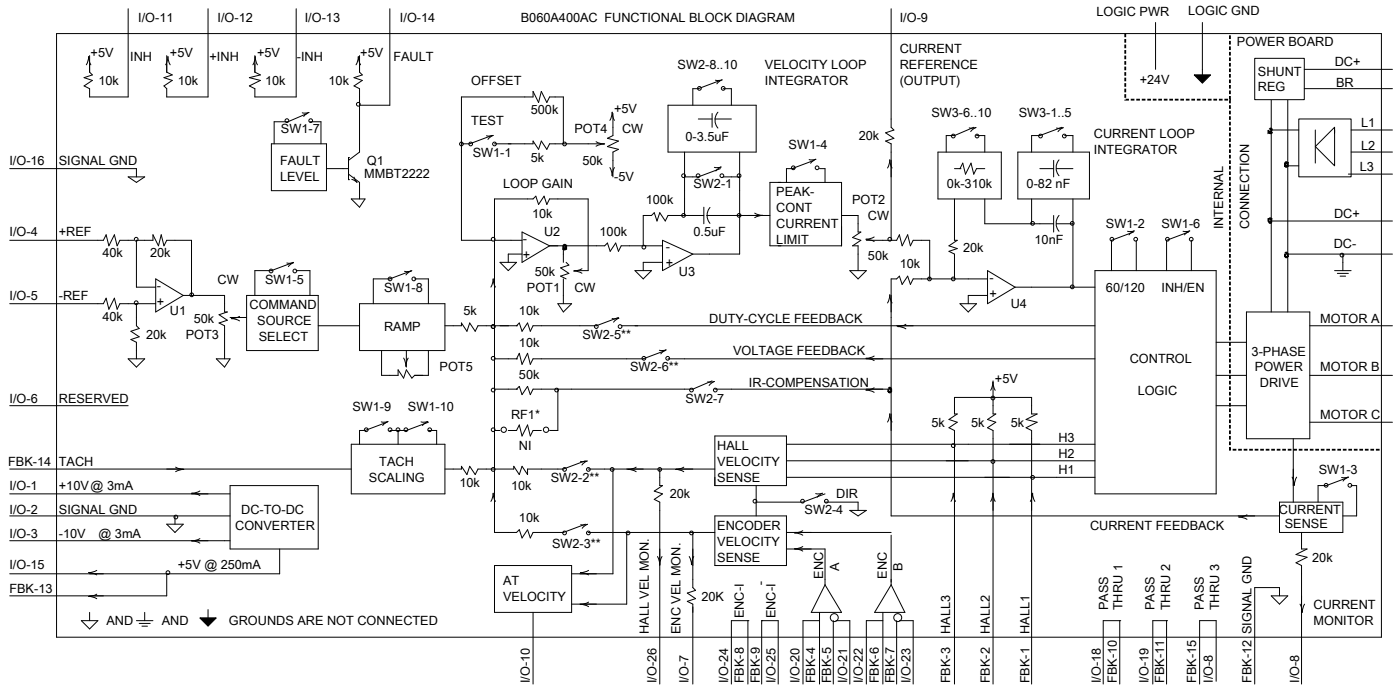 I/O-11
I/O-12
I/O-13
I/O-14
B060A400AC FUNCTIONAL BLOCK DIAGRAM
I/O-9
LOGIC PWR
LOGIC GND
+5V
INH
10k
+5V
+INH
10k
+5V
-INH
10k
+5V
FAULT
10k
SW1-7
FAULT
LEVEL
Q1
MMBT2222
OFFSET
500k
TEST
SW1-1
5k
POT4
+5V
CW
50k
-5V
VELOCITY LOOP
INTEGRATOR
SW2-8..10
0-3.5uF
SW2-1
0.5uF
CURRENT
REFERENCE
(OUTPUT)
20k
SW3-6..10
0k-310k
SW3-1..5
0-82 nF
CURRENT LOOP
INTEGRATOR
+24V
POWER BOARD
INTERNAL
CONNECTION
SHUNT
REG
DC+
BR
L1
L2
L3
DC+
DC-
I/O-16
SIGNAL GND
LOOP GAIN
10k
U2
50k
POT1
CW
100k
100k
U3
SW1-4
PEAK-
CONT
CURRENT
LIMIT
POT2
CW
50k
10k
20k
10nF
U4
SW1-2
SW1-6
60/120
INH/EN
CONTROL
LOGIC
I/O-4
+REF
40k
20k
I/O-5
-REF
40k
20k
U1
CW
50k
POT3
SW1-5
COMMAND
SOURCE
SELECT
SW1-8
RAMP
POT5
5k
10k
SW2-5**
DUTY-CYCLE FEEDBACK
10k
SW2-6**
VOLTAGE FEEDBACK
50k
SW2-7
IR-COMPENSATION
RF1*
NI
3-PHASE
POWER
DRIVE
MOTOR A
MOTOR B
MOTOR C
I/O-6
RESERVED
SW1-9
SW1-10
FBK-14
TACH
TACH
SCALING
10k
10k
SW2-2**
10k
SW2-3**
20k
HALL
VELOCITY
SENSE
SW2-4
DIR
ENCODER
VELOCITY
SENSE
+5V
5k
5k
5k
H3
H2
H1
SW1-3
CURRENT
SENSE
CURRENT FEEDBACK
20k
I/O-1
+10V @ 3mA
I/O-2
SIGNAL GND
I/O-3
-10V @ 3mA
DC-TO-DC
CONVERTER
I/O-15
+5V @ 250mA
FBK-13
AND
AND
GROUNDS ARE NOT CONNECTED
AT
VELOCITY
HALL VEL MON.
ENC VEL MON.
20K
ENC-I
ENC-I-
ENC
A
ENC
B
HALL3
HALL2
HALL1
PASS
THRU 1
PASS
THRU 2
PASS
THRU 3
SIGNAL GND
CURRENT
MONITOR
I/O-10
I/O-26
I/O-7
I/O-24
FBK-8
FBK-9
I/O-25
I/O-20
FBK-4
FBK-5
I/O-21
I/O-22
FBK-6
FBK-7
I/O-23
FBK-3
FBK-2
FBK-1
I/O-18
FBK-10
I/O-19
FBK-11
FBK-15
I/O-8
FBK-12
I/O-8